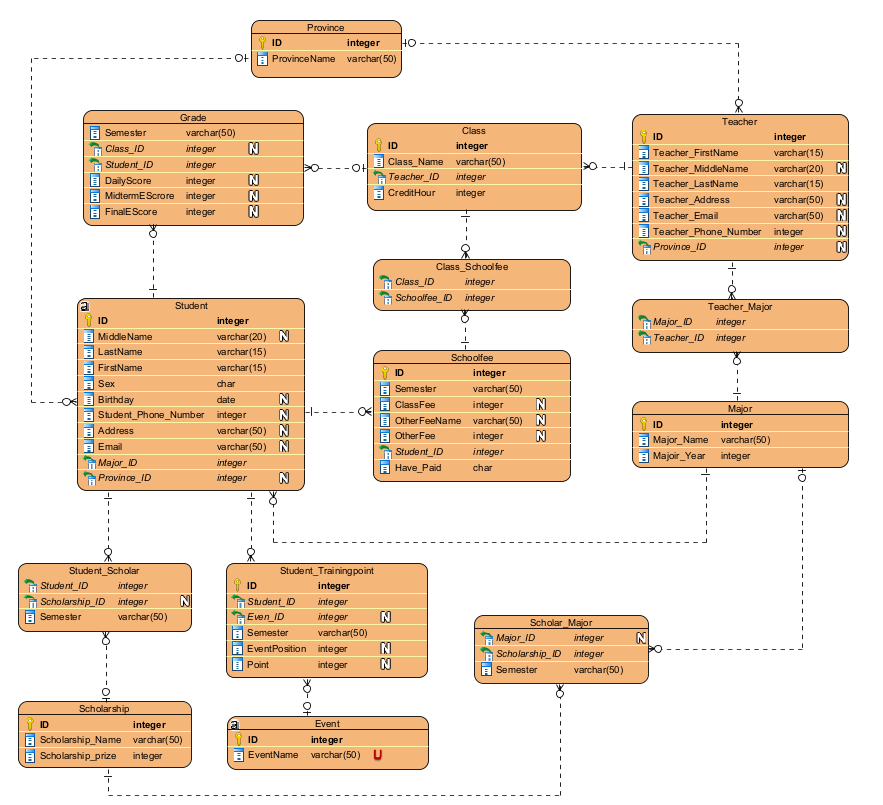 Province
ID integer
ProvinceName varchar(50)
Grade
Semester varchar(50)
Class_ID integer N
Student_ID integer
DailyScore integer N
MidtermEScrore integer N
FinalEScore integer N
Class
ID integer
Class_Name varchar(50)
Teacher_ID integer
CreditHour integer
Teacher
ID integer
Teacher_FirstName varchar(15)
Teacher_MiddleName varchar(20) N
Teacher_LastName varchar(15)
Teacher_Address varchar(50) N
Teacher_Email varchar(50) N
Teacher_Phone_Number integer N
Province_ID integer N
Class_Schoolfee
Class_ID integer
Schoolfee_ID integer
Teacher_Major
Major_ID integer
Teacher_ID integer
a Student
ID integer
MiddleName varchar(20) N
LastName varchar(15)
FirstName varchar(15)
Sex char
Birthday date N
Student_Phone_Number integer N
Address varchar(50) N
Email varchar(50) N
Major_ID integer
Province_ID integer N
Schoolfee
ID integer
Semester varchar(50)
ClassFee integer N
OtherFeeName varchar(50) N
OtherFee integer N
Student_ID integer
Have_Paid char
Major
ID integer
Major_Name varchar(50)
Majoir_Year integer
Student_Scholar
Student_ID integer
Scholarship_ID integer N
Semester varchar(50)
Student_Trainingpoint
ID integer
Student_ID integer
Even_ID integer N
Semester varchar(50)
EventPosition integer N
Point integer N
Scholar_Major
Major_ID integer N
Scholarship_ID integer
Semester varchar(50)
Scholarship
ID integer
Scholarship_Name varchar(50)
Scholarship_prize integer
a Event
ID integer
EventName varchar(50) U